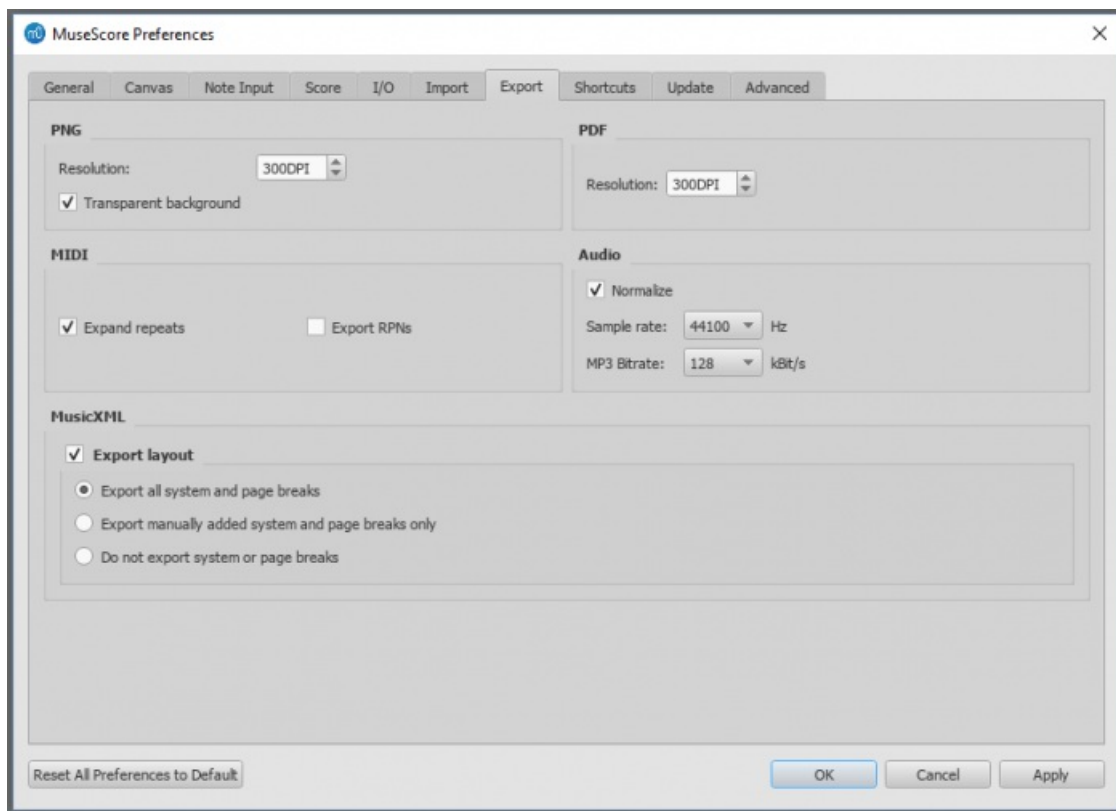 MuseScore Preferences
General Canvas Note Input Score I/O Import Export Shortcuts Update Advanced
PNG
Resolution: 300DPI
Transparent background
PDF
Resolution: 300DPI
MIDI
Expand repeats Export RPNs
Audio
Normalize
Sample rate: 44100 Hz
MP3 Bitrate: 128 kBit/s
MusicXML
Export layout
Export all system and page breaks
Export manually added system and page breaks only
Do not export system or page breaks
Reset All Preferences to Default OK Cancel Apply